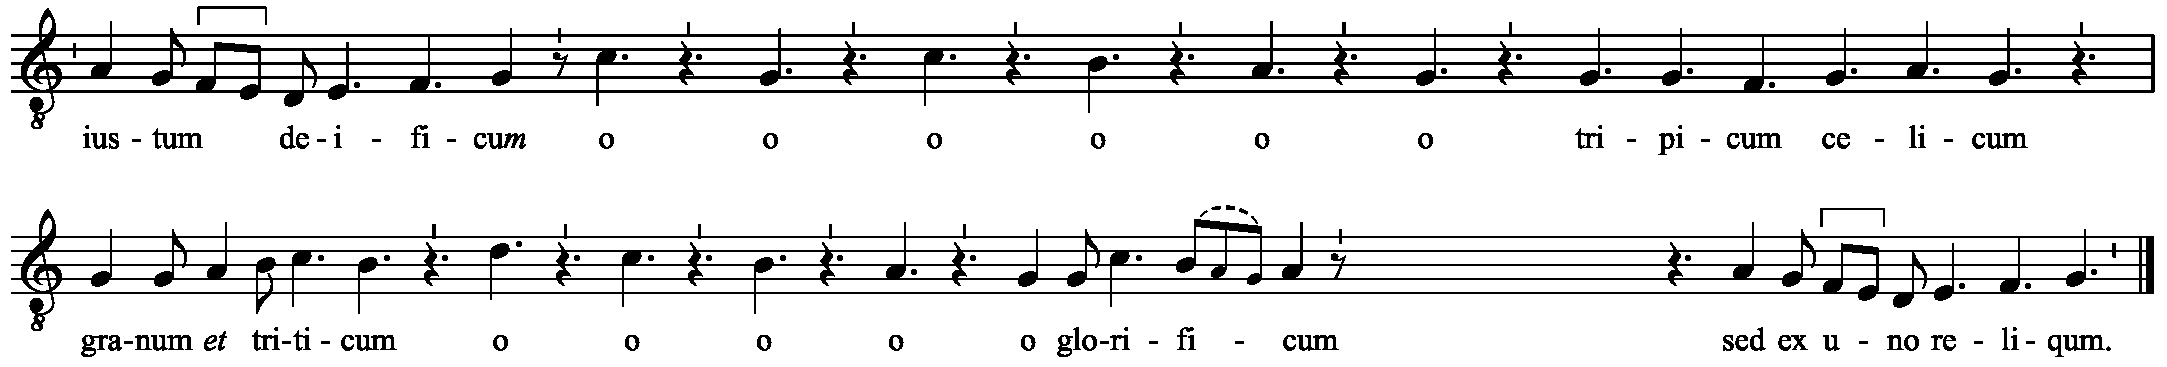 ius - tum de - i - fi - cum o o o o o o tri - pi - cum ce - li - cum
gra-num et tri-ti - cum o o o o o glo-ri - fi - cum sed ex u - no re - li- qum.